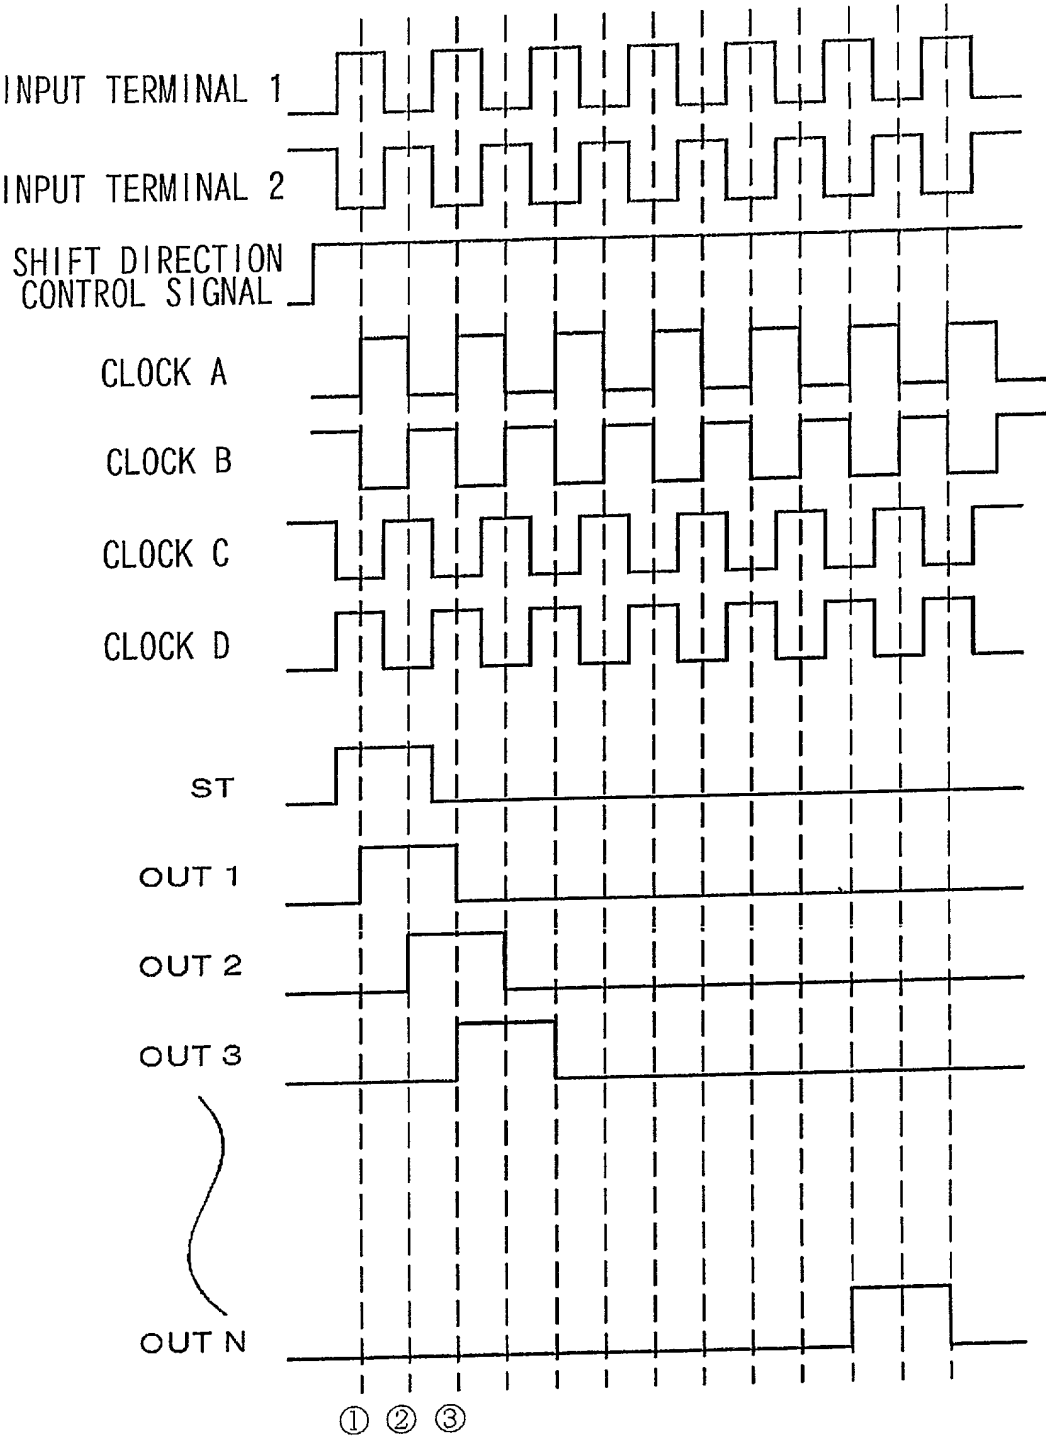 INPUT TERMINAL 1
INPUT TERMINAL 2
SHIFT DIRECTION
CONTROL SIGNAL
CLOCK A
CLOCK B
CLOCK C
CLOCK D
ST
OUT 1
OUT 2
OUT 3
OUT N
① ② ③